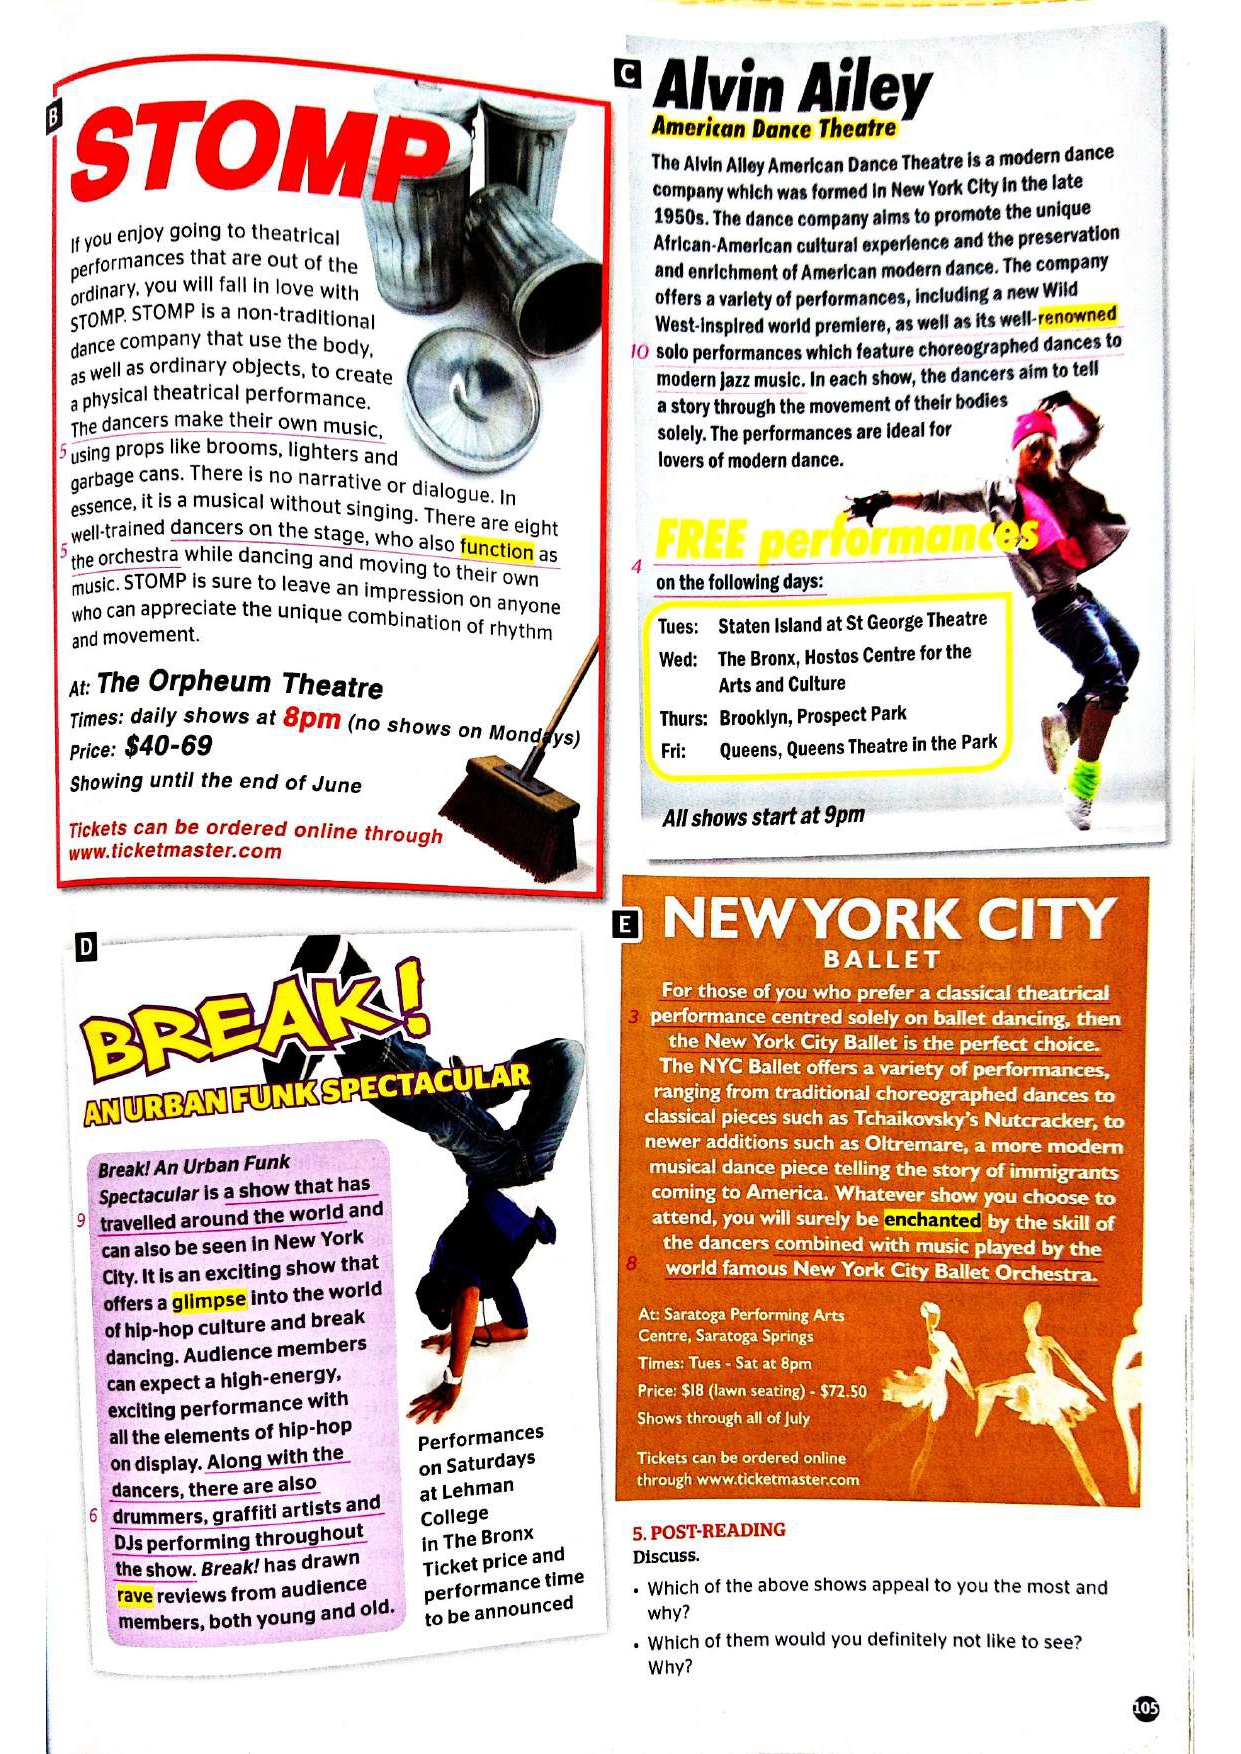 B
STOMP
If you enjoy going to theatrical
performances that are out of the
ordinary, you will fall in love with
STOMP. STOMP is a non-traditional
dance company that use the body,
as well as ordinary objects, to create
a physical theatrical performance.
The dancers make their own music,
5 using props like brooms, lighters and
garbage cans. There is no narrative or dialogue. In
essence, it is a musical without singing. There are eight
well-trained dancers on the stage, who also function as
5 the orchestra while dancing and moving to their own
music. STOMP is sure to leave an impression on anyone
who can appreciate the unique combination of rhythm
and movement.
At: The Orpheum Theatre
Times: daily shows at 8pm (no shows on Mondays)
Price: $40-69
Showing until the end of June
Tickets can be ordered online through
www.ticketmaster.com
C
Alvin Ailey
American Dance Theatre
The Alvin Ailey American Dance Theatre is a modern dance
company which was formed in New York City in the late
1950s. The dance company aims to promote the unique
African-American cultural experience and the preservation
and enrichment of American modern dance. The company
offers a variety of performances, including a new Wild
West-inspired world premiere, as well as its well-renowned
10 solo performances which feature choreographed dances to
modern jazz music. In each show, the dancers aim to tell
a story through the movement of their bodies
solely. The performances are ideal for
lovers of modern dance.
FREE performances
4
on the following days:
Tues: Staten Island at St George Theatre
Wed: The Bronx, Hostos Centre for the
Arts and Culture
Thurs: Brooklyn, Prospect Park
Fri: Queens, Queens Theatre in the Park
All shows start at 9pm
D
BREAK!
AN URBAN FUNK SPECTACULAR
Break! An Urban Funk
Spectacular is a show that has
9 travelled around the world and
can also be seen in New York
City. It is an exciting show that
offers a glimpse into the world
of hip-hop culture and break
dancing. Audience members
can expect a high-energy,
exciting performance with
all the elements of hip-hop
on display. Along with the
dancers, there are also
6 drummers, graffiti artists and
DJs performing throughout
the show. Break! has drawn
rave reviews from audience
members, both young and old.
Performances
on Saturdays
at Lehman
College
in The Bronx
Ticket price and
performance time
to be announced
E
NEW YORK CITY
BALLET
For those of you who prefer a classical theatrical
3 performance centred solely on ballet dancing, then
the New York City Ballet is the perfect choice.
The NYC Ballet offers a variety of performances,
ranging from traditional choreographed dances to
classical pieces such as Tchaikovsky's Nutcracker, to
newer additions such as Oltremare, a more modern
musical dance piece telling the story of immigrants
coming to America. Whatever show you choose to
attend, you will surely be enchanted by the skill of
the dancers combined with music played by the
8 world famous New York City Ballet Orchestra.
At: Saratoga Performing Arts
Centre, Saratoga Springs
Times: Tues - Sat at 8pm
Price: $18 (lawn seating) - $72.50
Shows through all of July
Tickets can be ordered online
through www.ticketmaster.com
5. POST-READING
Discuss.
• Which of the above shows appeal to you the most and
why?
• Which of them would you definitely not like to see?
Why?
105